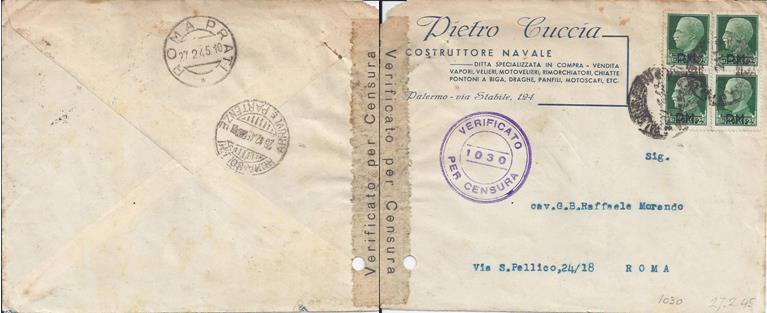 ROMA PRATI
27.2.45.10
Verificato per Censura
Verificato per Censura
Pietro Cuccia
COSTRUTTORE NAVALE
DITTA SPECIALIZZATA IN COMPRA - VENDITA
VAPORI, VELIERI, MOTOVELIERI, RIMORCHIATORI, CHIATTE
PONTONI A BIGA, DRAGHE, PANFILI, MOTOSCAFI, ETC.
Palermo - via Stabile, 124
P.M.
P.M.
P.M.
P.M.
VERIFICATO
1030
PER CENSURA
Sig.
cav.G.B.Raffaele Morando
Via S.Pellico,24/18 ROMA
1030 27.2.45